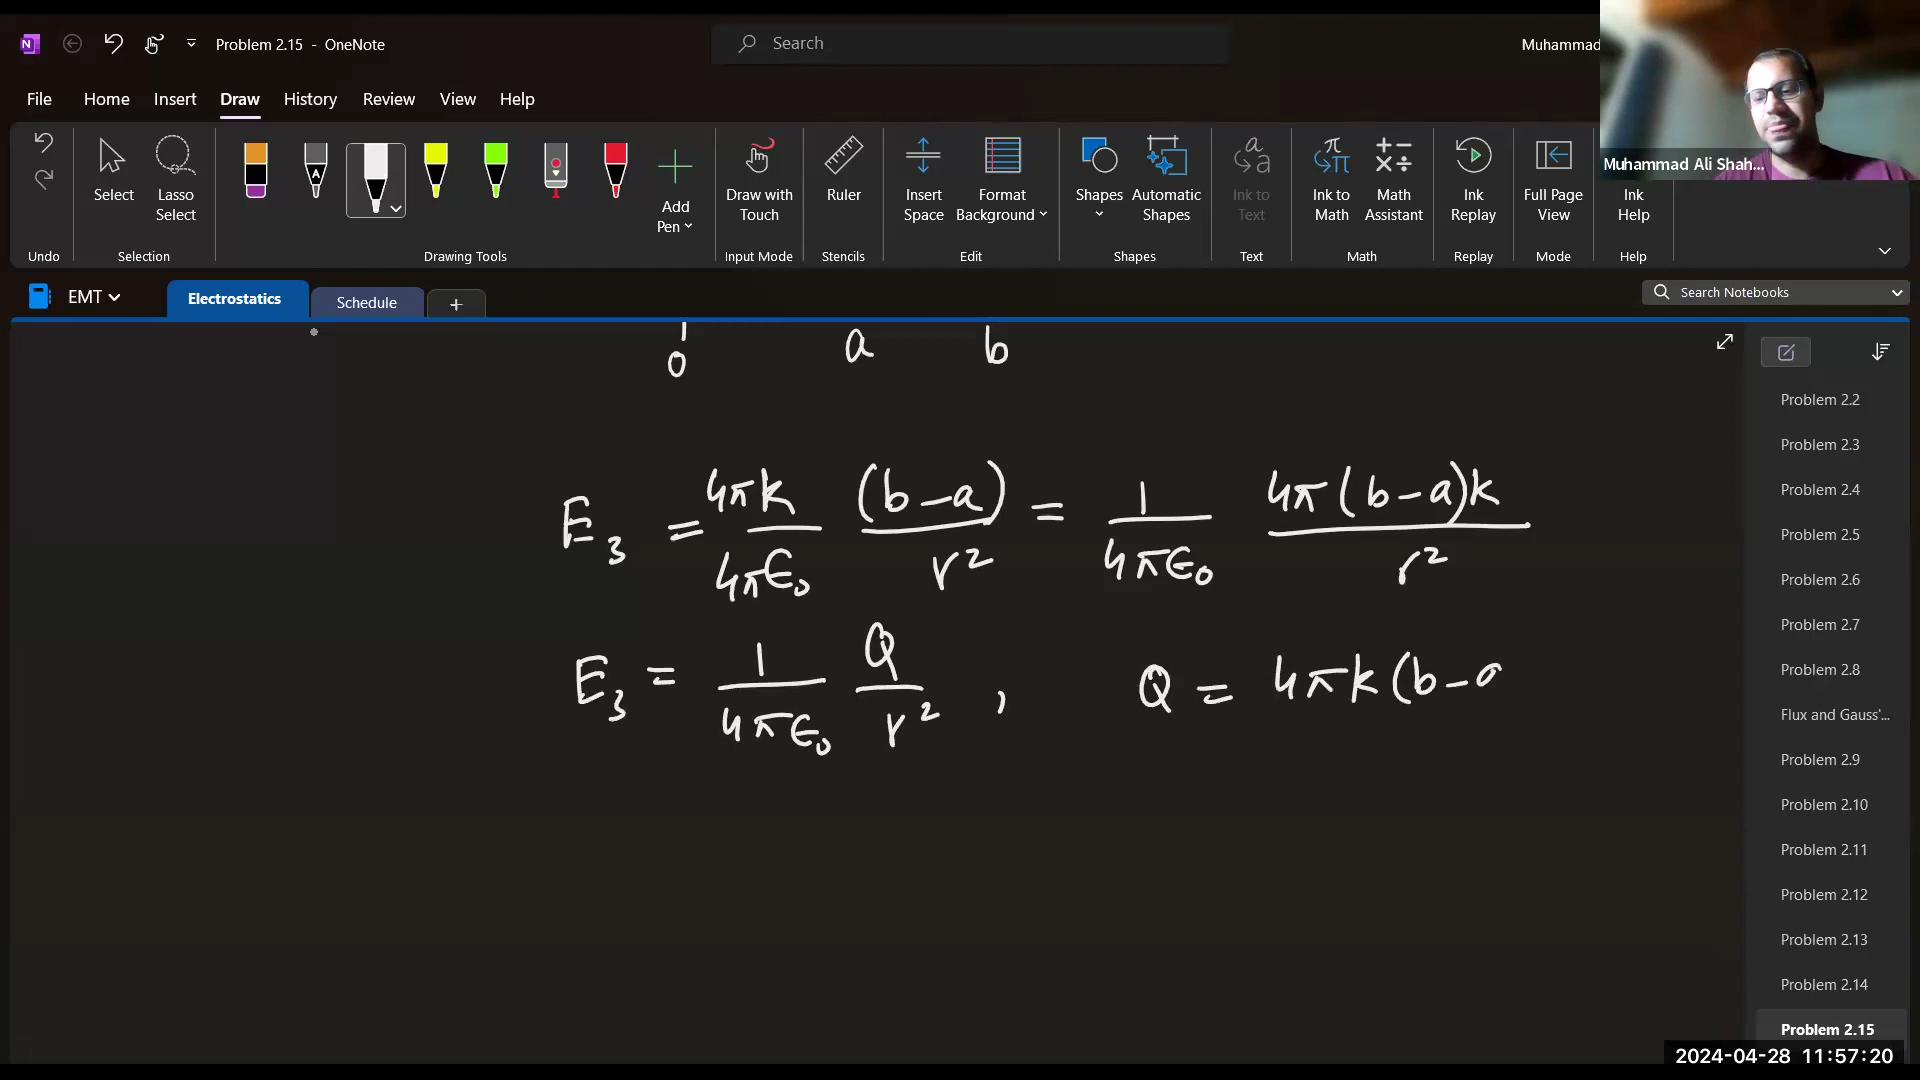 Problem 2.15 - OneNote
Search
Muhammad
File Home Insert Draw History Review View Help
Muhammad Ali Shah...
Select
Lasso Select
A
Add Pen
Draw with Touch
Ruler
Insert Space
Format Background
Shapes
Automatic Shapes
Ink to Text
Ink to Math
Math Assistant
Ink Replay
Full Page View
Ink Help
Undo Selection Drawing Tools Input Mode Stencils Edit Shapes Text Math Replay Mode Help
EMT
Electrostatics
Schedule
+
Search Notebooks
0 a b
E₃ = 4πk/4πϵ₀ (b-a)/r² = 1/4πϵ₀ 4π(b-a)k/r²
E₃ = 1/4πϵ₀ Q/r² , Q = 4πk(b-a
Problem 2.2
Problem 2.3
Problem 2.4
Problem 2.5
Problem 2.6
Problem 2.7
Problem 2.8
Flux and Gauss'...
Problem 2.9
Problem 2.10
Problem 2.11
Problem 2.12
Problem 2.13
Problem 2.14
Problem 2.15
2024-04-28 11:57:20